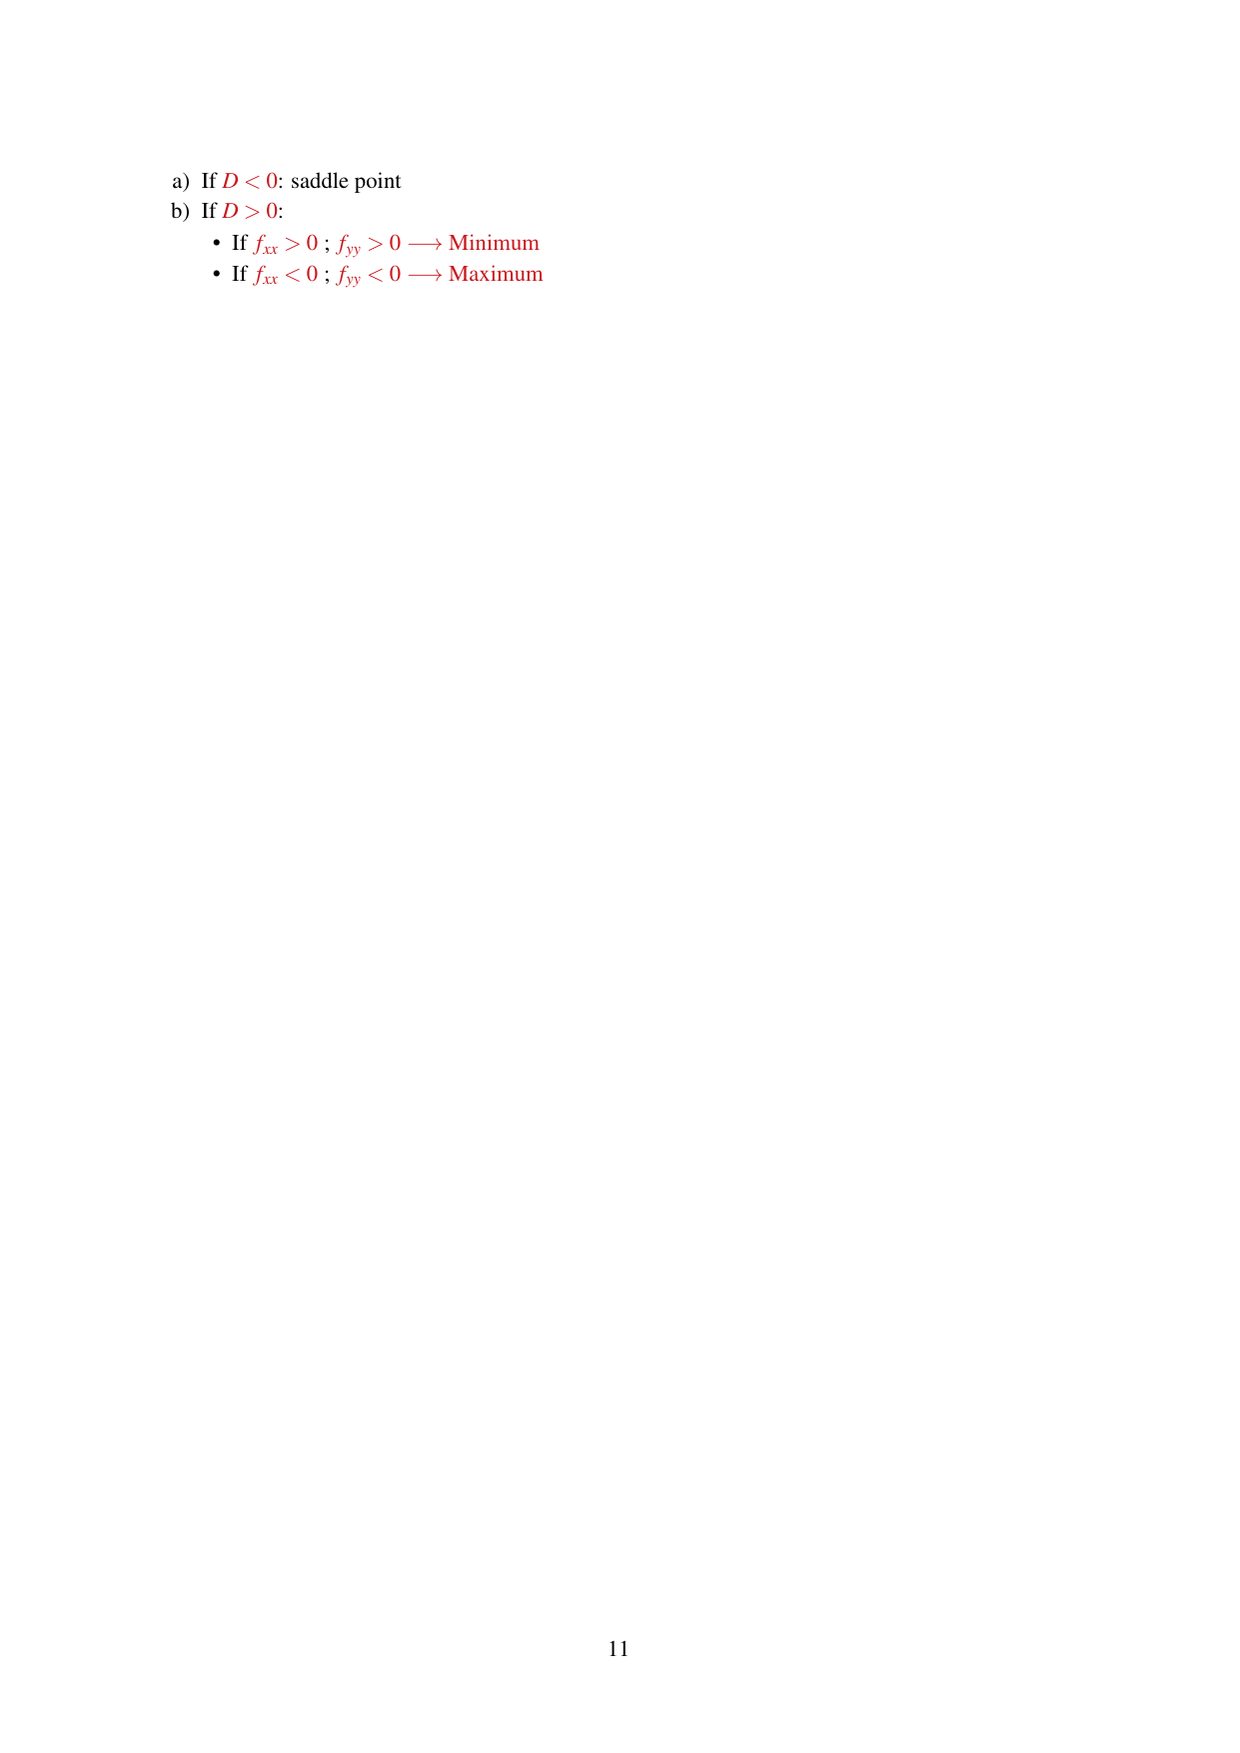 a) If D < 0: saddle point
b) If D > 0:
• If fxx > 0 ; fyy > 0 ⟶ Minimum
• If fxx < 0 ; fyy < 0 ⟶ Maximum
11